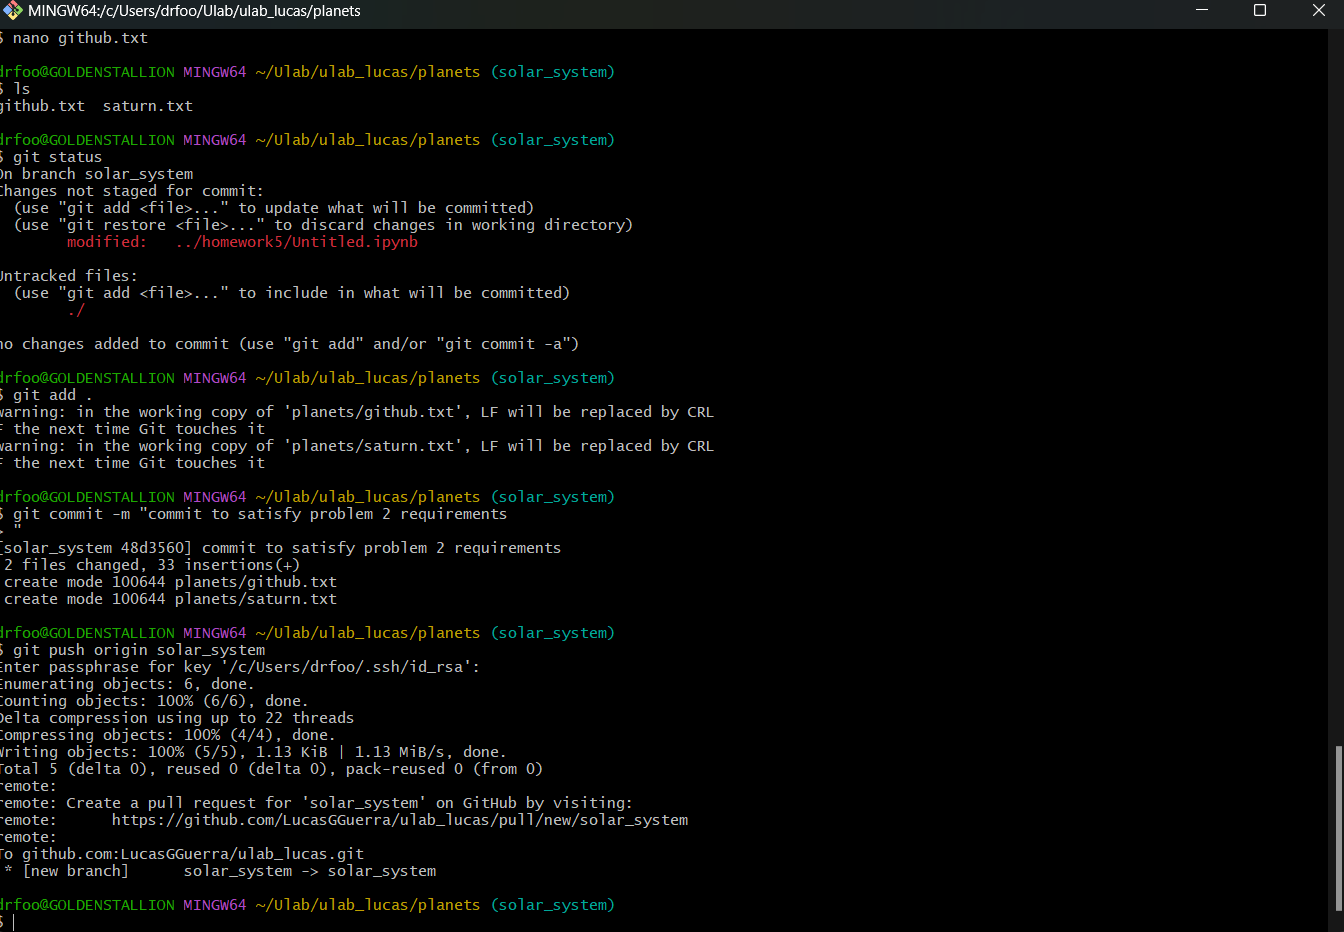 MINGW64:/c/Users/drfoo/Ulab/ulab_lucas/planets
$ nano github.txt
drfoo@GOLDENSTALLION MINGW64 ~/Ulab/ulab_lucas/planets (solar_system)
$ ls
github.txt  saturn.txt
drfoo@GOLDENSTALLION MINGW64 ~/Ulab/ulab_lucas/planets (solar_system)
$ git status
On branch solar_system
Changes not staged for commit:
  (use "git add <file>..." to update what will be committed)
  (use "git restore <file>..." to discard changes in working directory)
        modified:   ../homework5/Untitled.ipynb
Untracked files:
  (use "git add <file>..." to include in what will be committed)
        ./
no changes added to commit (use "git add" and/or "git commit -a")
drfoo@GOLDENSTALLION MINGW64 ~/Ulab/ulab_lucas/planets (solar_system)
$ git add .
warning: in the working copy of 'planets/github.txt', LF will be replaced by CRL
F the next time Git touches it
warning: in the working copy of 'planets/saturn.txt', LF will be replaced by CRL
F the next time Git touches it
drfoo@GOLDENSTALLION MINGW64 ~/Ulab/ulab_lucas/planets (solar_system)
$ git commit -m "commit to satisfy problem 2 requirements
> "
[solar_system 48d3560] commit to satisfy problem 2 requirements
 2 files changed, 33 insertions(+)
 create mode 100644 planets/github.txt
 create mode 100644 planets/saturn.txt
drfoo@GOLDENSTALLION MINGW64 ~/Ulab/ulab_lucas/planets (solar_system)
$ git push origin solar_system
Enter passphrase for key '/c/Users/drfoo/.ssh/id_rsa':
Enumerating objects: 6, done.
Counting objects: 100% (6/6), done.
Delta compression using up to 22 threads
Compressing objects: 100% (4/4), done.
Writing objects: 100% (5/5), 1.13 KiB | 1.13 MiB/s, done.
Total 5 (delta 0), reused 0 (delta 0), pack-reused 0 (from 0)
remote:
remote: Create a pull request for 'solar_system' on GitHub by visiting:
remote:      https://github.com/LucasGGuerra/ulab_lucas/pull/new/solar_system
remote:
To github.com:LucasGGuerra/ulab_lucas.git
 * [new branch]      solar_system -> solar_system
drfoo@GOLDENSTALLION MINGW64 ~/Ulab/ulab_lucas/planets (solar_system)
$